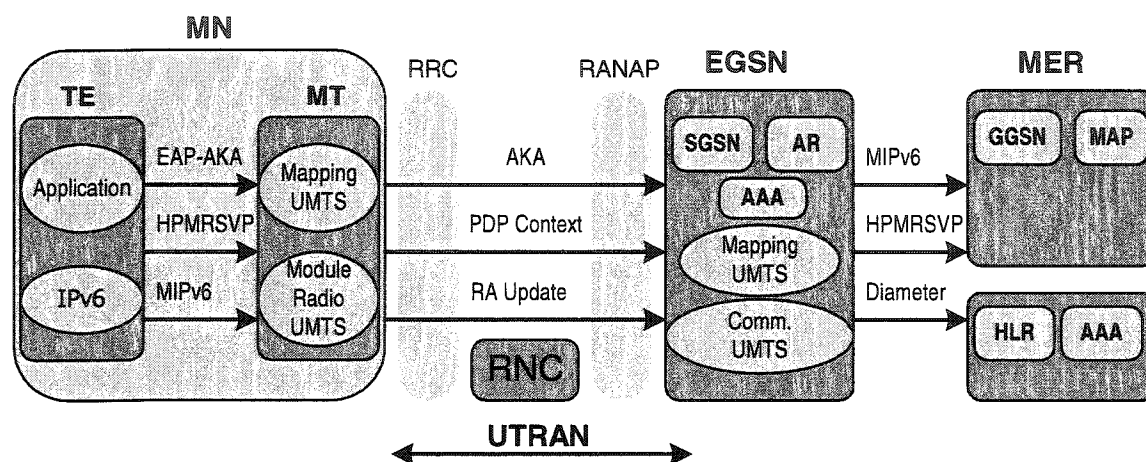 MN
EGSN
MER
RRC
RANAP
TE
MT
SGSN
AR
GGSN
MAP
EAP-AKA
AKA
MIPv6
Application
Mapping
UMTS
AAA
HPMRSVP
PDP Context
HPMRSVP
Mapping
UMTS
IPv6
MIPv6
Module
Radio
UMTS
RA Update
Diameter
Comm.
UMTS
HLR
AAA
RNC
UTRAN